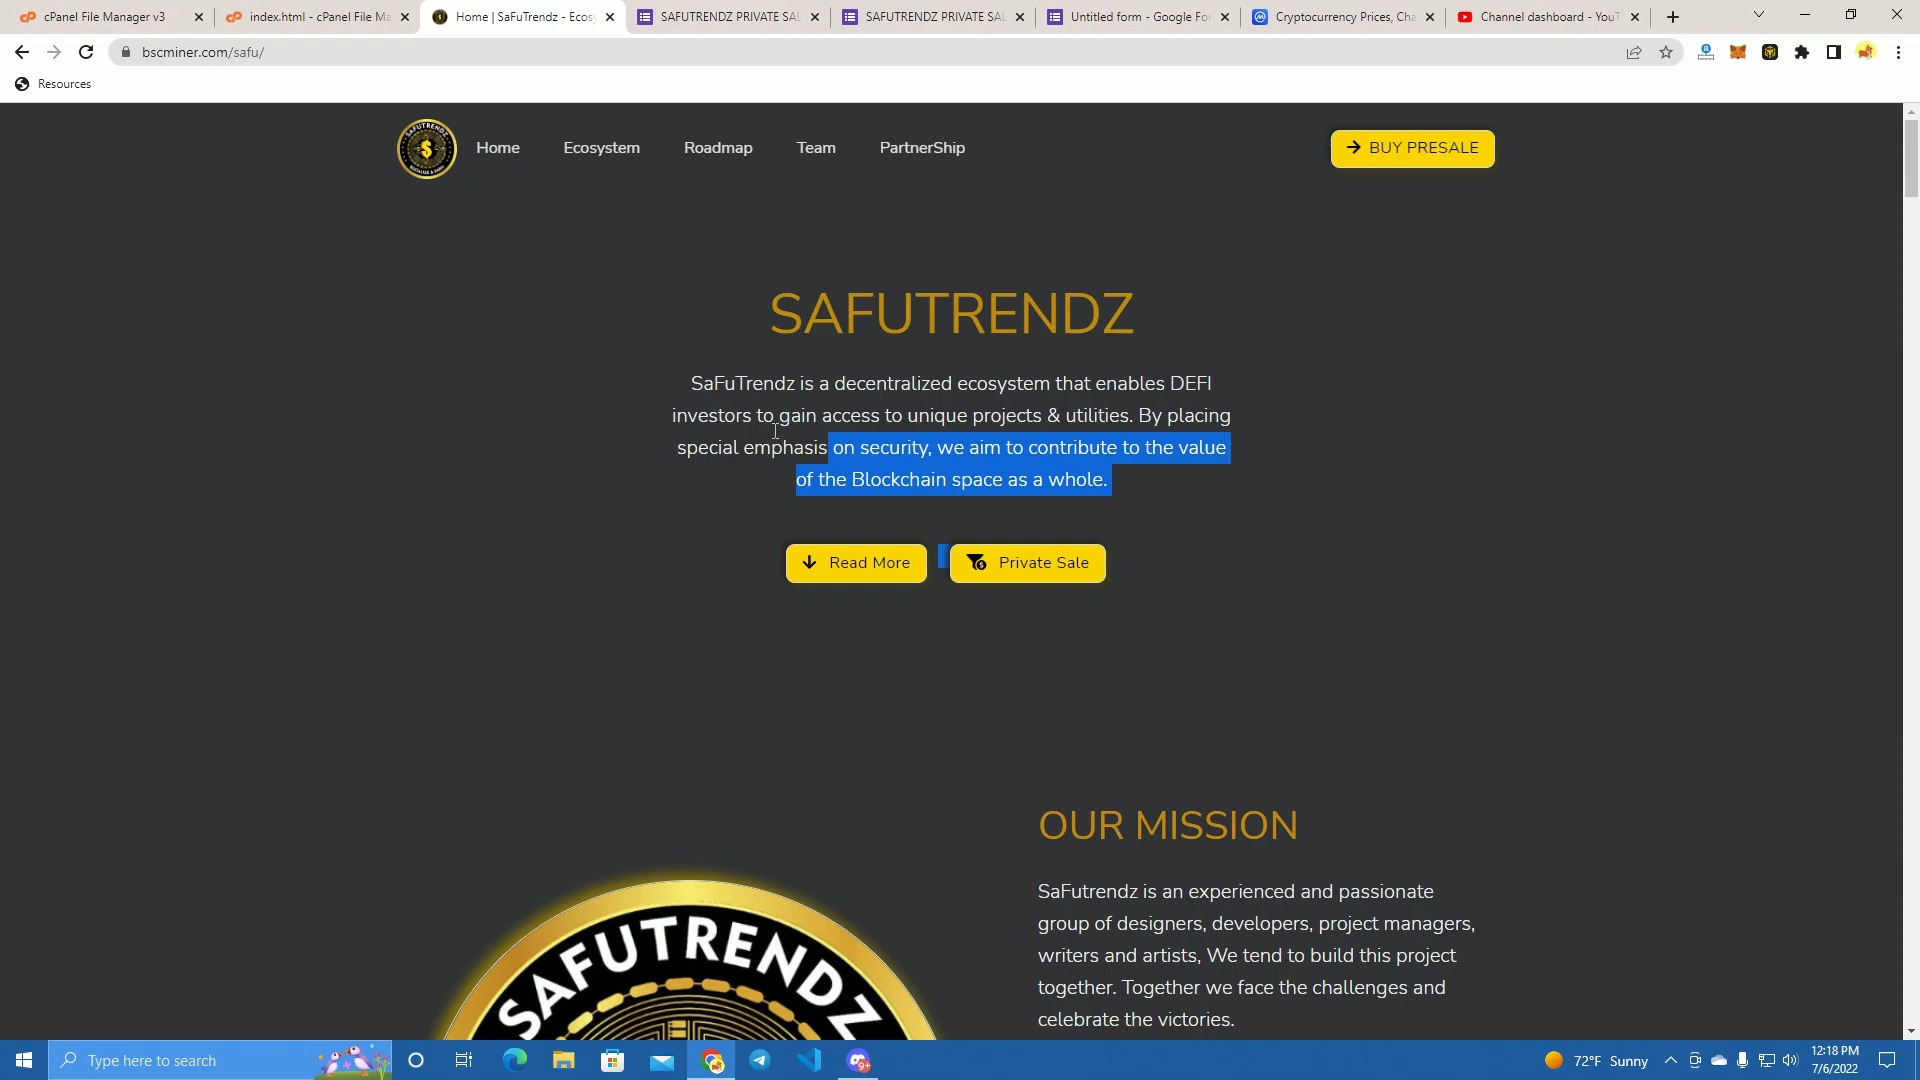 cPanel File Manager v3
index.html - cPanel File Ma
Home | SaFuTrendz - Ecosy
SAFUTRENDZ PRIVATE SAL
SAFUTRENDZ PRIVATE SAL
Untitled form - Google For
Cryptocurrency Prices, Cha
Channel dashboard - YouT
bscminer.com/safu/
Resources
SAFUTRENDZ
Home
Ecosystem
Roadmap
Team
PartnerShip
BUY PRESALE
SAFUTRENDZ
SaFuTrendz is a decentralized ecosystem that enables DEFI
investors to gain access to unique projects & utilities. By placing
special emphasis on security, we aim to contribute to the value
of the Blockchain space as a whole.
Read More
Private Sale
OUR MISSION
SaFutrendz is an experienced and passionate
group of designers, developers, project managers,
writers and artists, We tend to build this project
together. Together we face the challenges and
celebrate the victories.
SAFUTRENDZ
Type here to search
9+
72°F Sunny
12:18 PM
7/6/2022